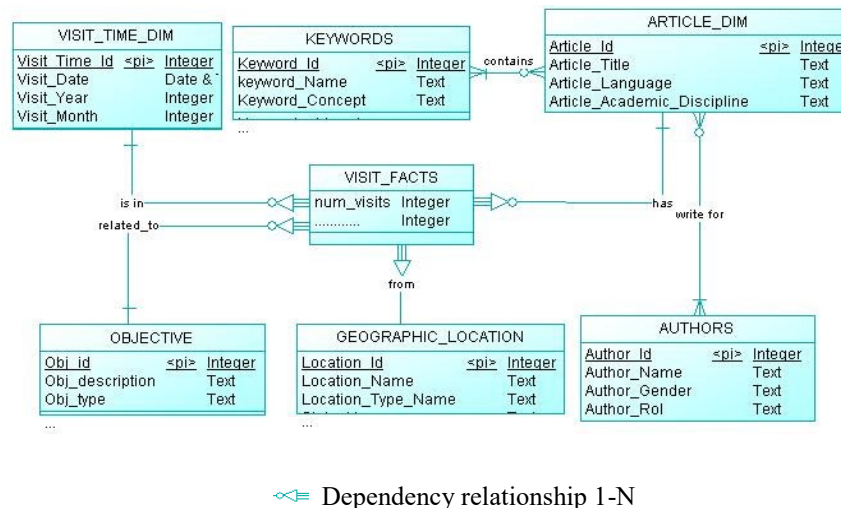 VISIT_TIME_DIM
Visit_Time_Id <pi> Integer
Visit_Date Date &
Visit_Year Integer
Visit_Month Integer
KEYWORDS
Keyword_Id <pi> Integer
keyword_Name Text
Keyword_Concept Text
...
contains
ARTICLE_DIM
Article_Id <pi> Intege
Article_Title Text
Article_Language Text
Article_Academic_Discipline Text
VISIT_FACTS
num_visits Integer
............ Integer
is in
related_to
has
write for
from
OBJECTIVE
Obj_id <pi> Integer
Obj_description Text
Obj_type Text
...
GEOGRAPHIC_LOCATION
Location_Id <pi> Integer
Location_Name Text
Location_Type_Name Text
...
AUTHORS
Author_Id <pi> Integer
Author_Name Text
Author_Gender Text
Author_Rol Text
Dependency relationship 1-N